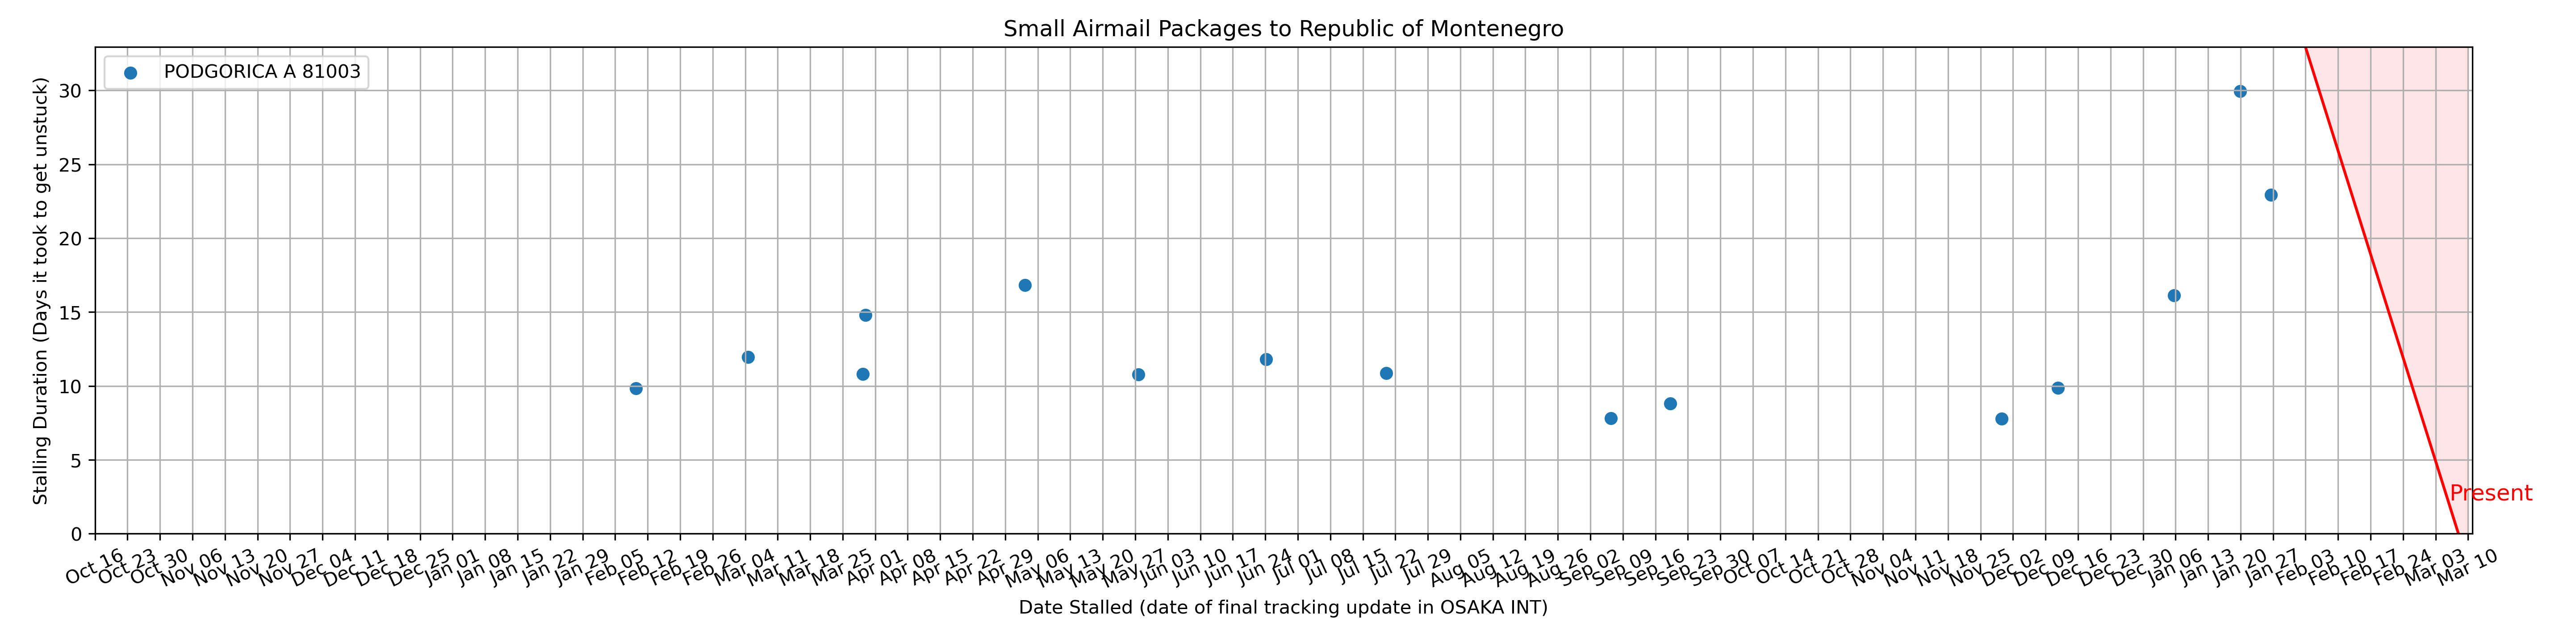 Small Airmail Packages to Republic of Montenegro
PODGORICA A 81003
Stalling Duration (Days it took to get unstuck)
30
25
20
15
10
5
0
Present
Oct 16
Oct 23
Oct 30
Nov 06
Nov 13
Nov 20
Nov 27
Dec 04
Dec 11
Dec 18
Dec 25
Jan 01
Jan 08
Jan 15
Jan 22
Jan 29
Feb 05
Feb 12
Feb 19
Feb 26
Mar 04
Mar 11
Mar 18
Mar 25
Apr 01
Apr 08
Apr 15
Apr 22
Apr 29
May 06
May 13
May 20
May 27
Jun 03
Jun 10
Jun 17
Jun 24
Jul 01
Jul 08
Jul 15
Jul 22
Jul 29
Aug 05
Aug 12
Aug 19
Aug 26
Sep 02
Sep 09
Sep 16
Sep 23
Sep 30
Oct 07
Oct 14
Oct 21
Oct 28
Nov 04
Nov 11
Nov 18
Nov 25
Dec 02
Dec 09
Dec 16
Dec 23
Dec 30
Jan 06
Jan 13
Jan 20
Jan 27
Feb 03
Feb 10
Feb 17
Feb 24
Mar 03
Mar 10
Date Stalled (date of final tracking update in OSAKA INT)